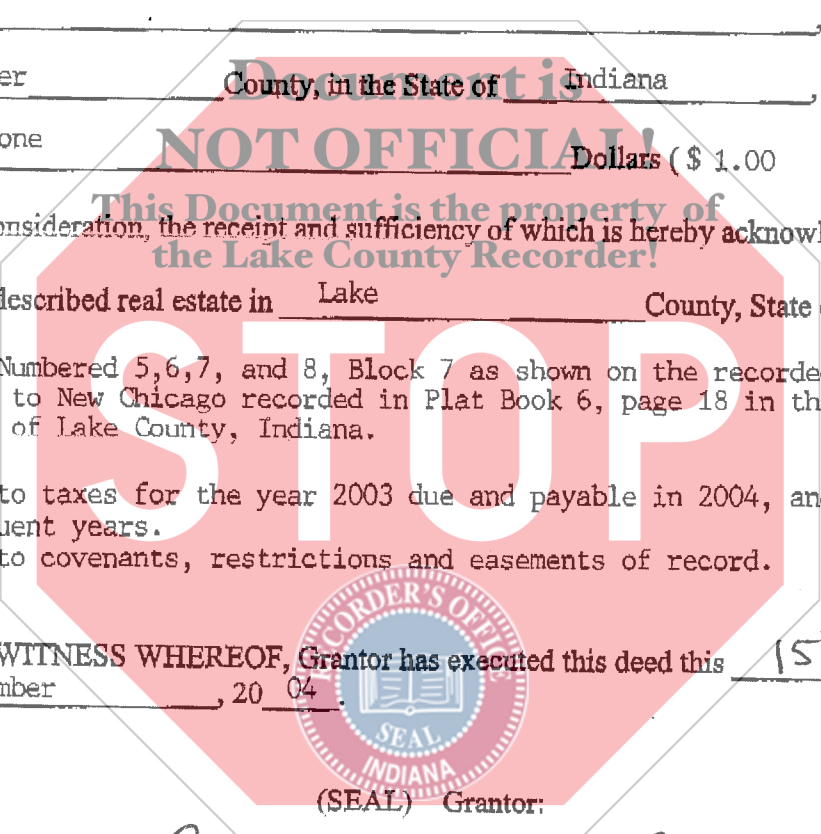 er County, in the State of Indiana,
one Dollars ( $ 1.00
onsideration, the receipt and sufficiency of which is hereby acknowl
described real estate in Lake County, State
Numbered 5,6,7, and 8, Block 7 as shown on the recorde
to New Chicago recorded in Plat Book 6, page 18 in th
of Lake County, Indiana.
to taxes for the year 2003 due and payable in 2004, an
uent years.
to covenants, restrictions and easements of record.
WITNESS WHEREOF, Grantor has executed this deed this 15
mber, 20 04.
(SEAL) Grantor:
Document is
NOT OFFICIAL!
This Document is the property of
the Lake County Recorder!
STOP
RECORDER'S OFFICE
SEAL
INDIANA